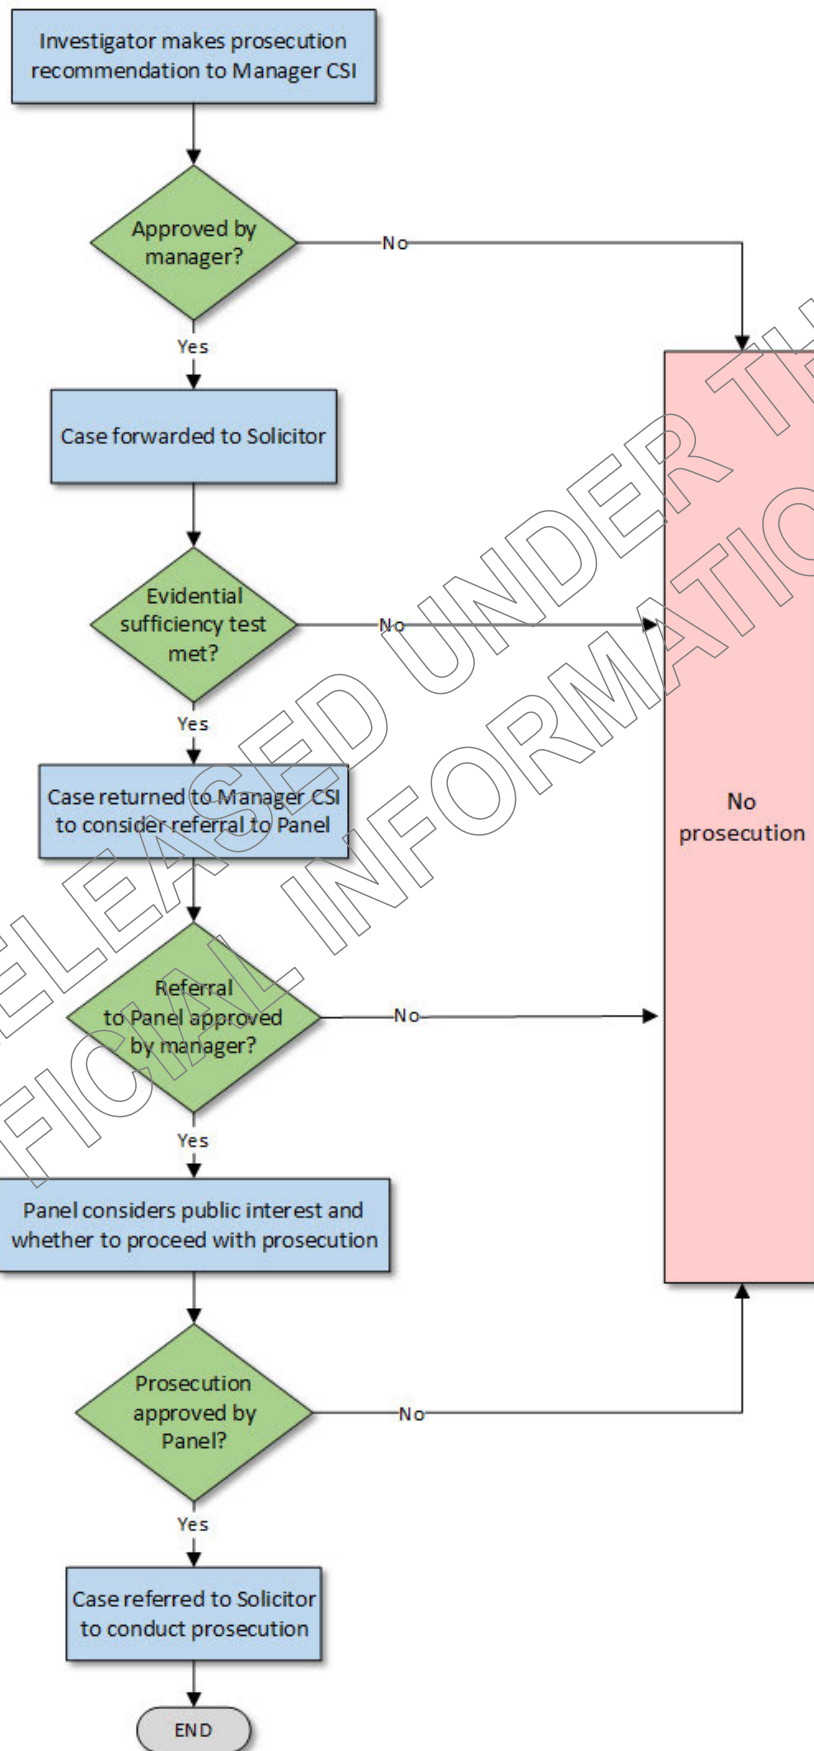 Investigator makes prosecution
recommendation to Manager CSI
Approved by
manager?
No
Yes
Case forwarded to Solicitor
Evidential
sufficiency test
met?
No
Yes
Case returned to Manager CSI
to consider referral to Panel
No
prosecution
Referral
to Panel approved
by manager?
No
Yes
Panel considers public interest and
whether to proceed with prosecution
Prosecution
approved by
Panel?
No
Yes
Case referred to Solicitor
to conduct prosecution
END
UNDER